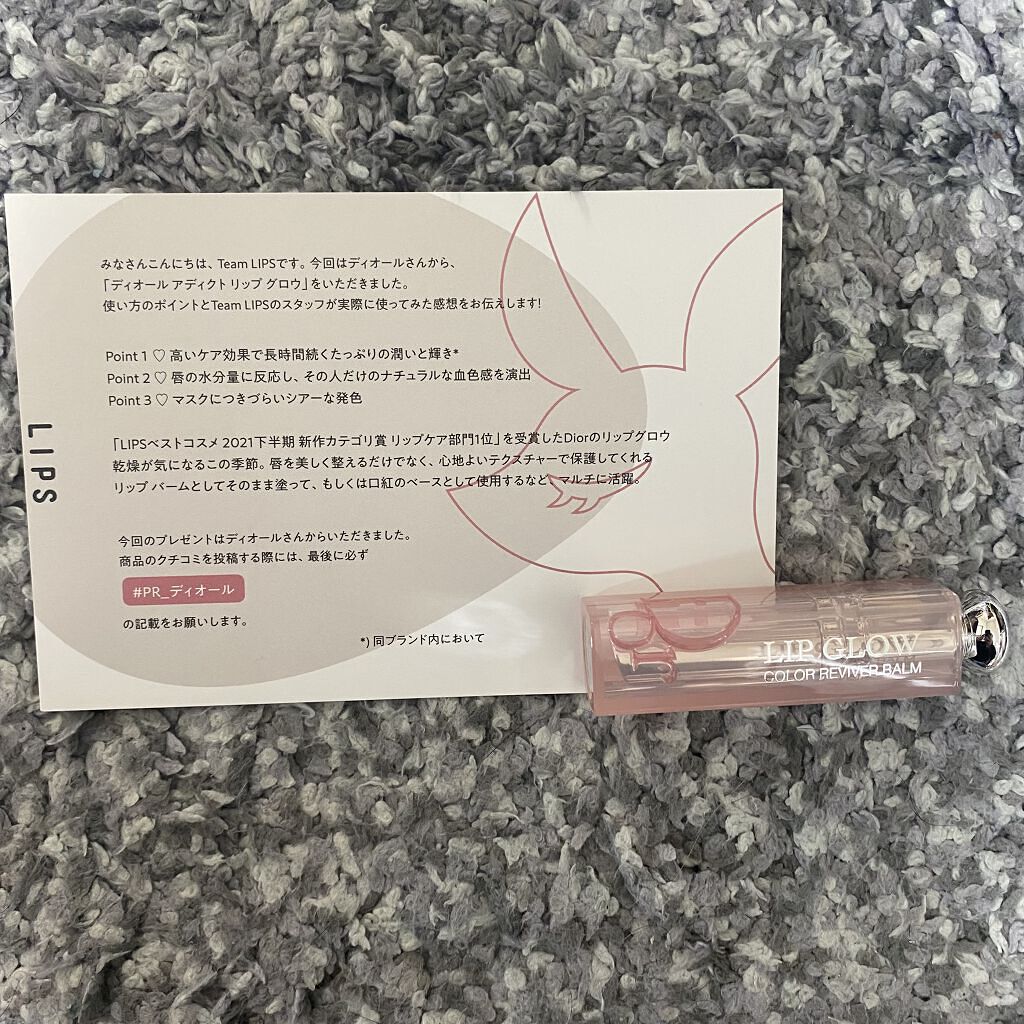 みなさんこんにちは、Team LIPSです。今回はディオールさんから、
「ディオール アディクト リップ グロウ」をいただきました。
使い方のポイントとTeam LIPSのスタッフが実際に使ってみた感想をお伝えします!
Point 1 ♡ 高いケア効果で長時間続くたっぷりの潤いと輝き*
Point 2 ♡ 唇の水分量に反応し、その人だけのナチュラルな血色感を演出
Point 3 ♡ マスクにつきづらいシアーな発色
「LIPSベストコスメ 2021下半期 新作カテゴリ賞 リップケア部門1位」を受賞したDiorのリップグロウ
乾燥が気になるこの季節。唇を美しく整えるだけでなく、心地よいテクスチャーで保護してくれる
リップ バームとしてそのまま塗って、もしくは口紅のベースとして使用するなど、マルチに活躍。
今回のプレゼントはディオールさんからいただきました。
商品のクチコミを投稿する際には、最後に必ず
#PR_ディオール
の記載をお願いします。
*) 同ブランド内において
LIPS
Dior
LIP GLOW
COLOR REVIVER BALM